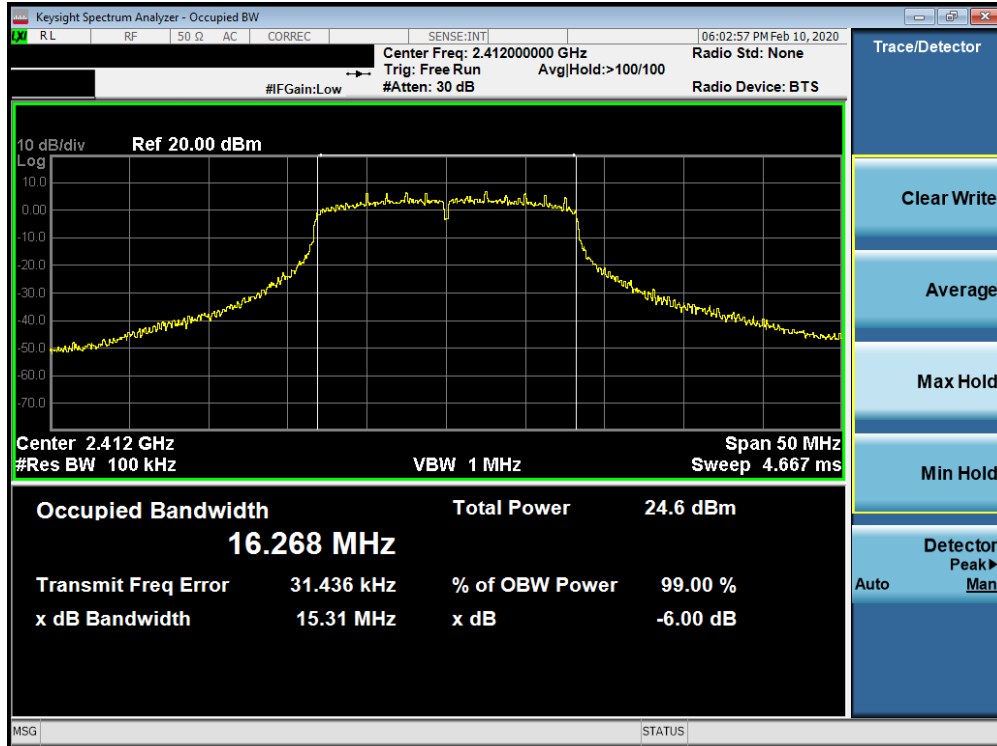 Keysight Spectrum Analyzer - Occupied BW
LXI RL RF 50 Ω AC CORREC SENSE:INT 06:02:57 PM Feb 10, 2020
Center Freq: 2.412000000 GHz Radio Std: None
Trig: Free Run Avg|Hold:>100/100
#IFGain:Low #Atten: 30 dB Radio Device: BTS
10 dB/div Ref 20.00 dBm
Log
10.0
0.00
-10.0
-20.0
-30.0
-40.0
-50.0
-60.0
-70.0
Center 2.412 GHz Span 50 MHz
#Res BW 100 kHz VBW 1 MHz Sweep 4.667 ms
Occupied Bandwidth Total Power 24.6 dBm
16.268 MHz
Transmit Freq Error 31.436 kHz % of OBW Power 99.00 %
x dB Bandwidth 15.31 MHz x dB -6.00 dB
MSG STATUS
Trace/Detector
Clear Write
Average
Max Hold
Min Hold
Detector
Peak▶
Auto Man